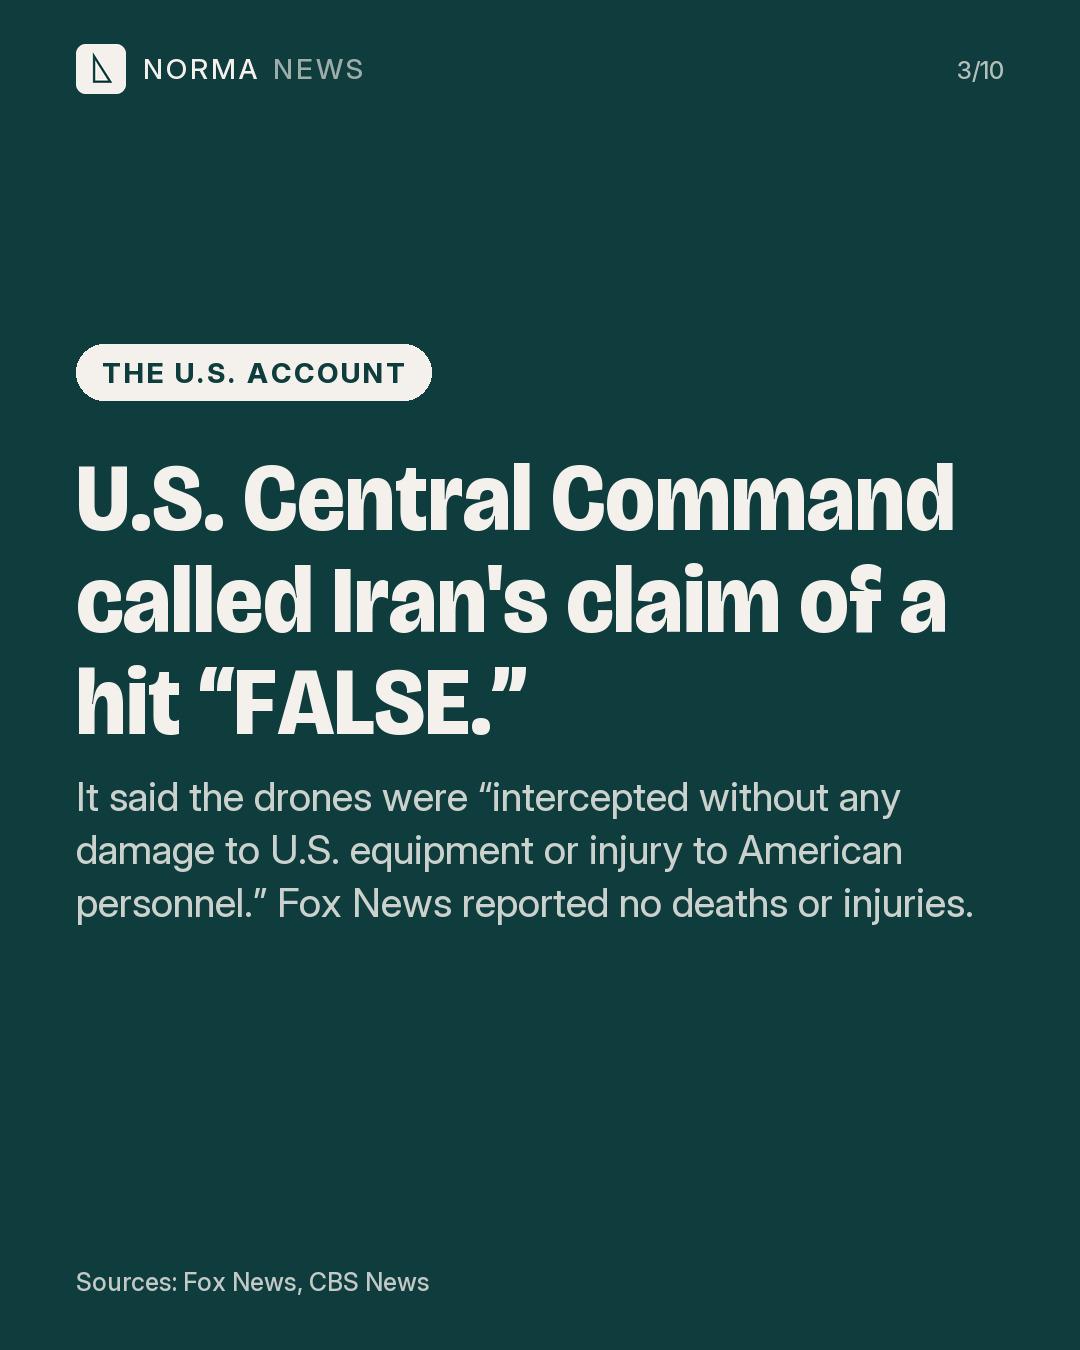 NORMA NEWS
3/10
THE U.S. ACCOUNT
U.S. Central Command
called Iran's claim of a
hit “FALSE.”
It said the drones were “intercepted without any
damage to U.S. equipment or injury to American
personnel.” Fox News reported no deaths or injuries.
Sources: Fox News, CBS News